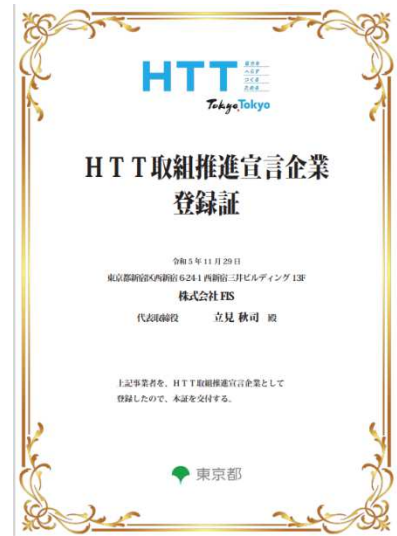 HTT
電力を
Ⓗへらす
Ⓣつくる
Ⓣためる
Tokyo Tokyo
HTT取組推進宣言企業
登録証
令和5年11月29日
東京都新宿区西新宿6-24-1 西新宿三井ビルディング13F
株式会社FIS
代表取締役 立見 秋司 殿
上記事業者を、HTT取組推進宣言企業として
登録したので、本証を交付する。
東京都